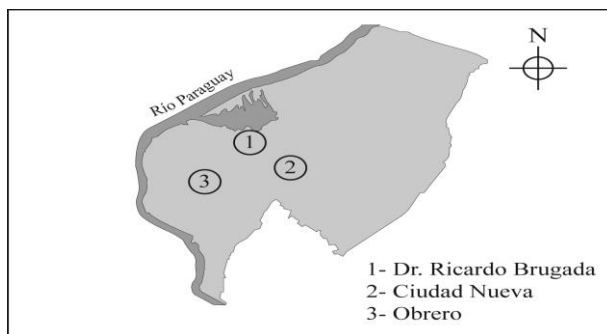 N
Río Paraguay
1
2
3
1- Dr. Ricardo Brugada
2- Ciudad Nueva
3- Obrero